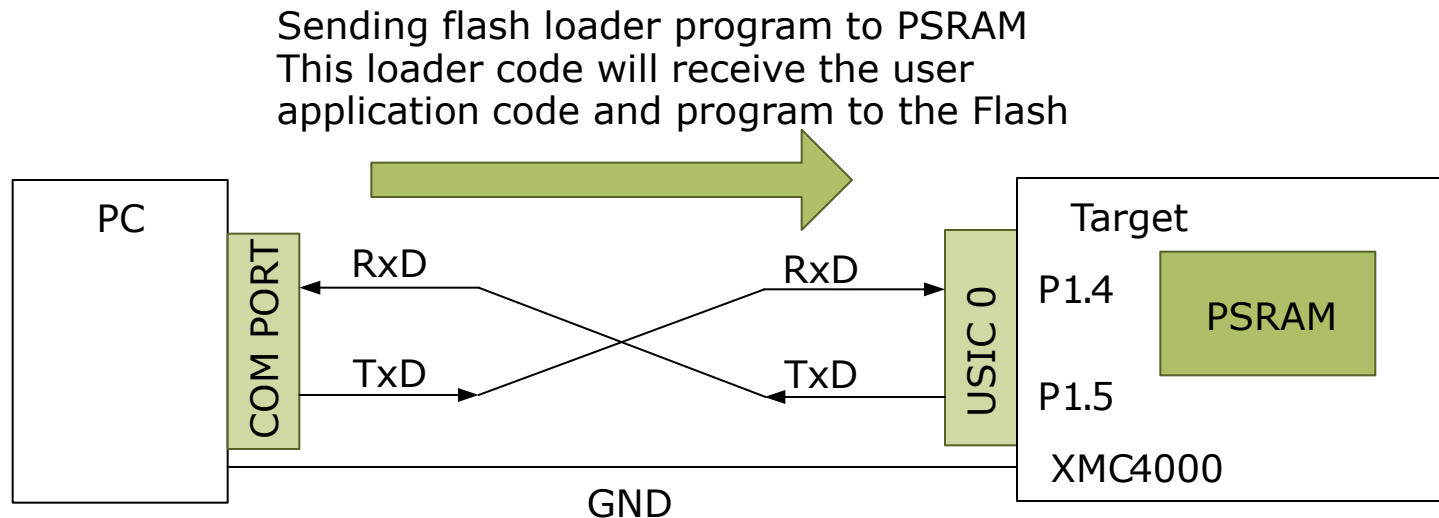 Sending flash loader program to PSRAM
This loader code will receive the user
application code and program to the Flash
PC
Target
COM PORT
RxD
RxD
USIC 0
P1.4
PSRAM
TxD
TxD
P1.5
XMC4000
GND